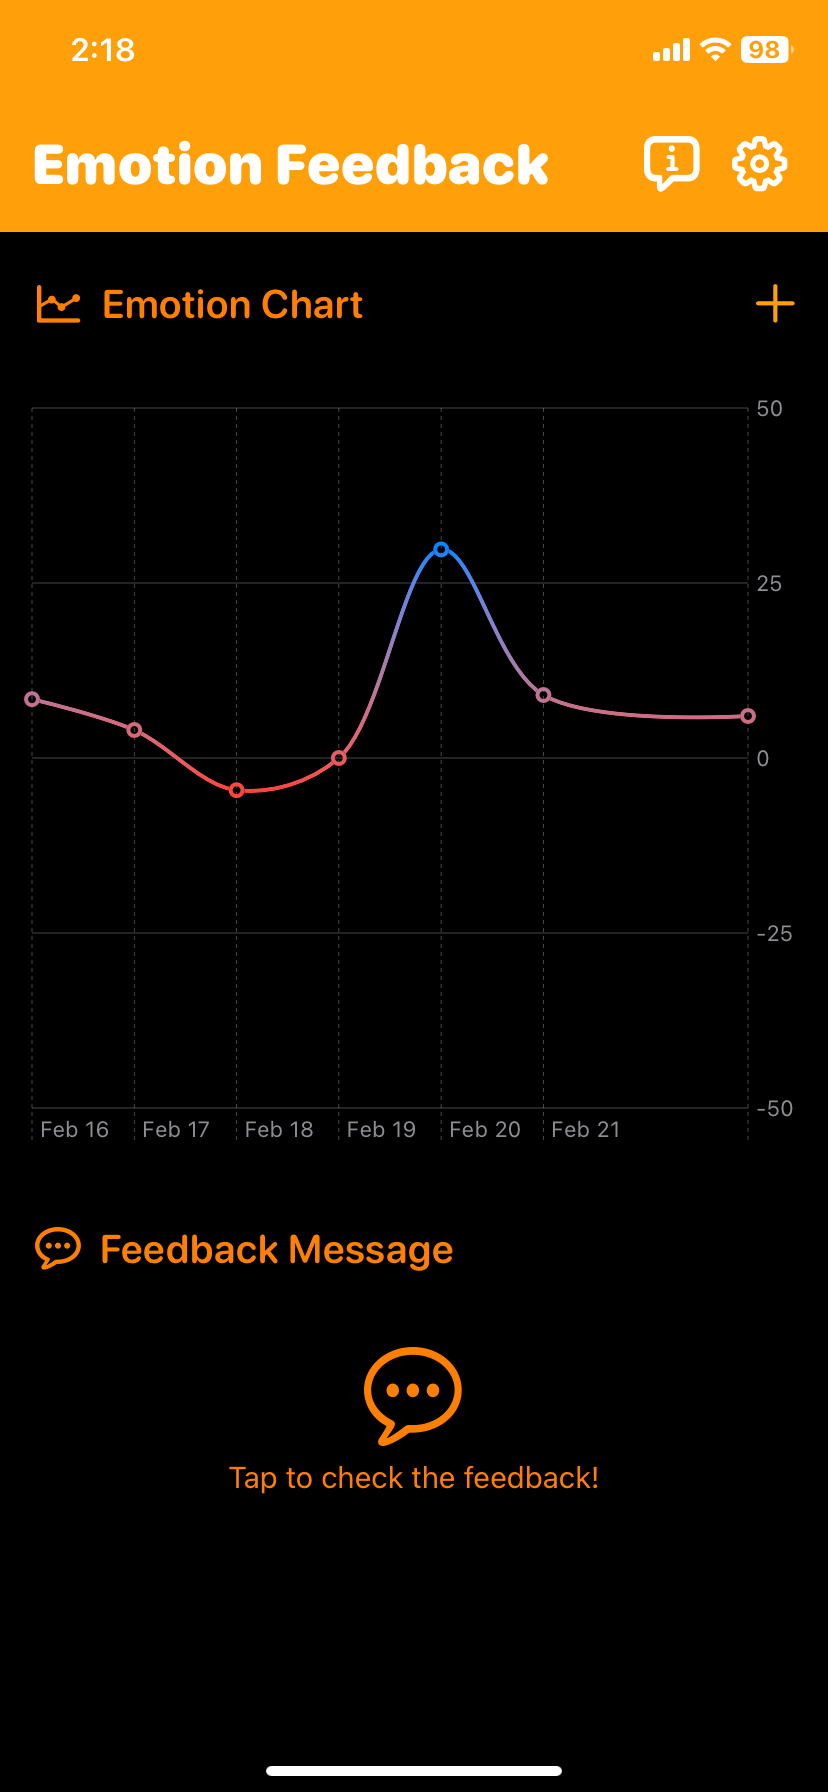 2:18
98
Emotion Feedback
Emotion Chart
50
25
0
-25
-50
Feb 16 Feb 17 Feb 18 Feb 19 Feb 20 Feb 21
Feedback Message
Tap to check the feedback!